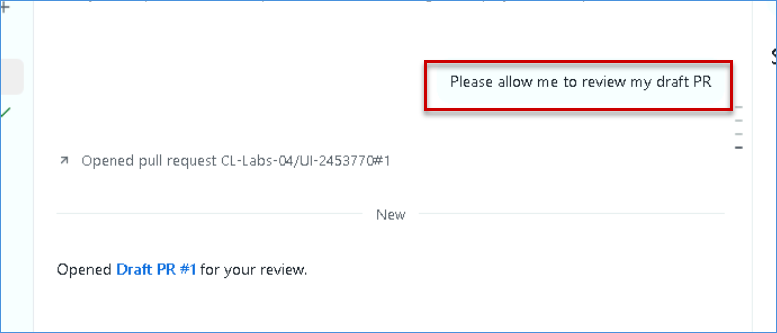 Please allow me to review my draft PR
Opened pull request CL-Labs-04/UI-2453770#1
New
Opened Draft PR #1 for your review.